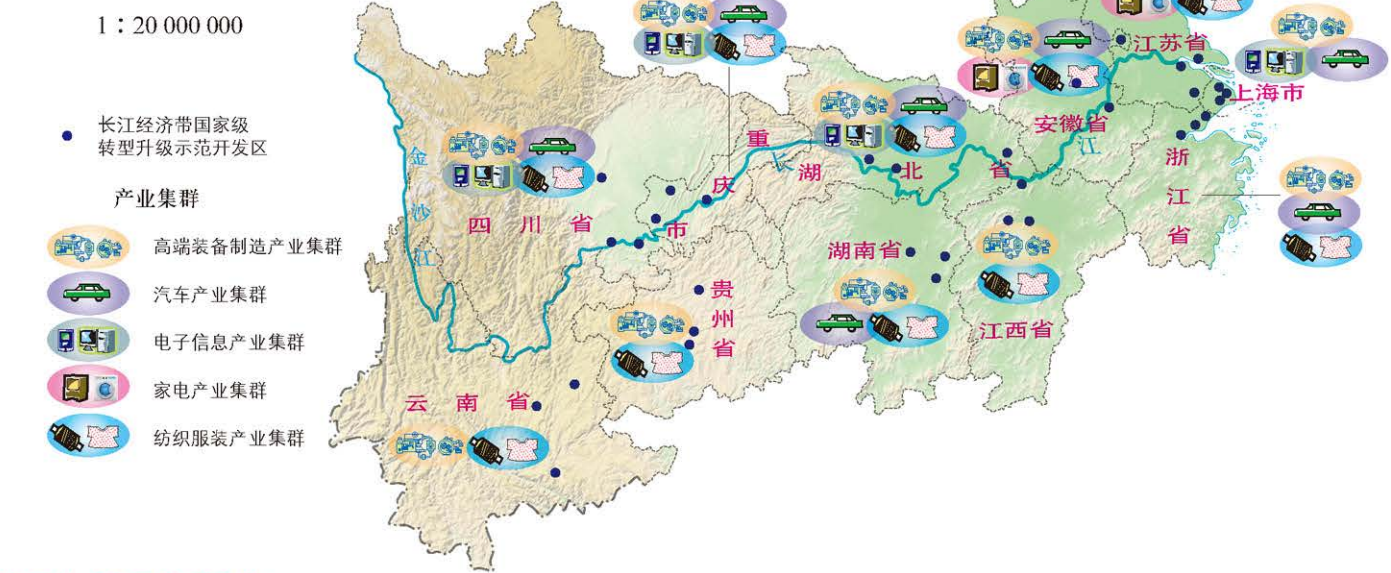 1：20 000 000
长江经济带国家级
转型升级示范开发区
产业集群
高端装备制造产业集群
汽车产业集群
电子信息产业集群
家电产业集群
纺织服装产业集群
江苏省
上海市
安徽省
浙江省
重庆市
湖北省
长江
金沙江
四川省
湖南省
江西省
贵州省
云南省